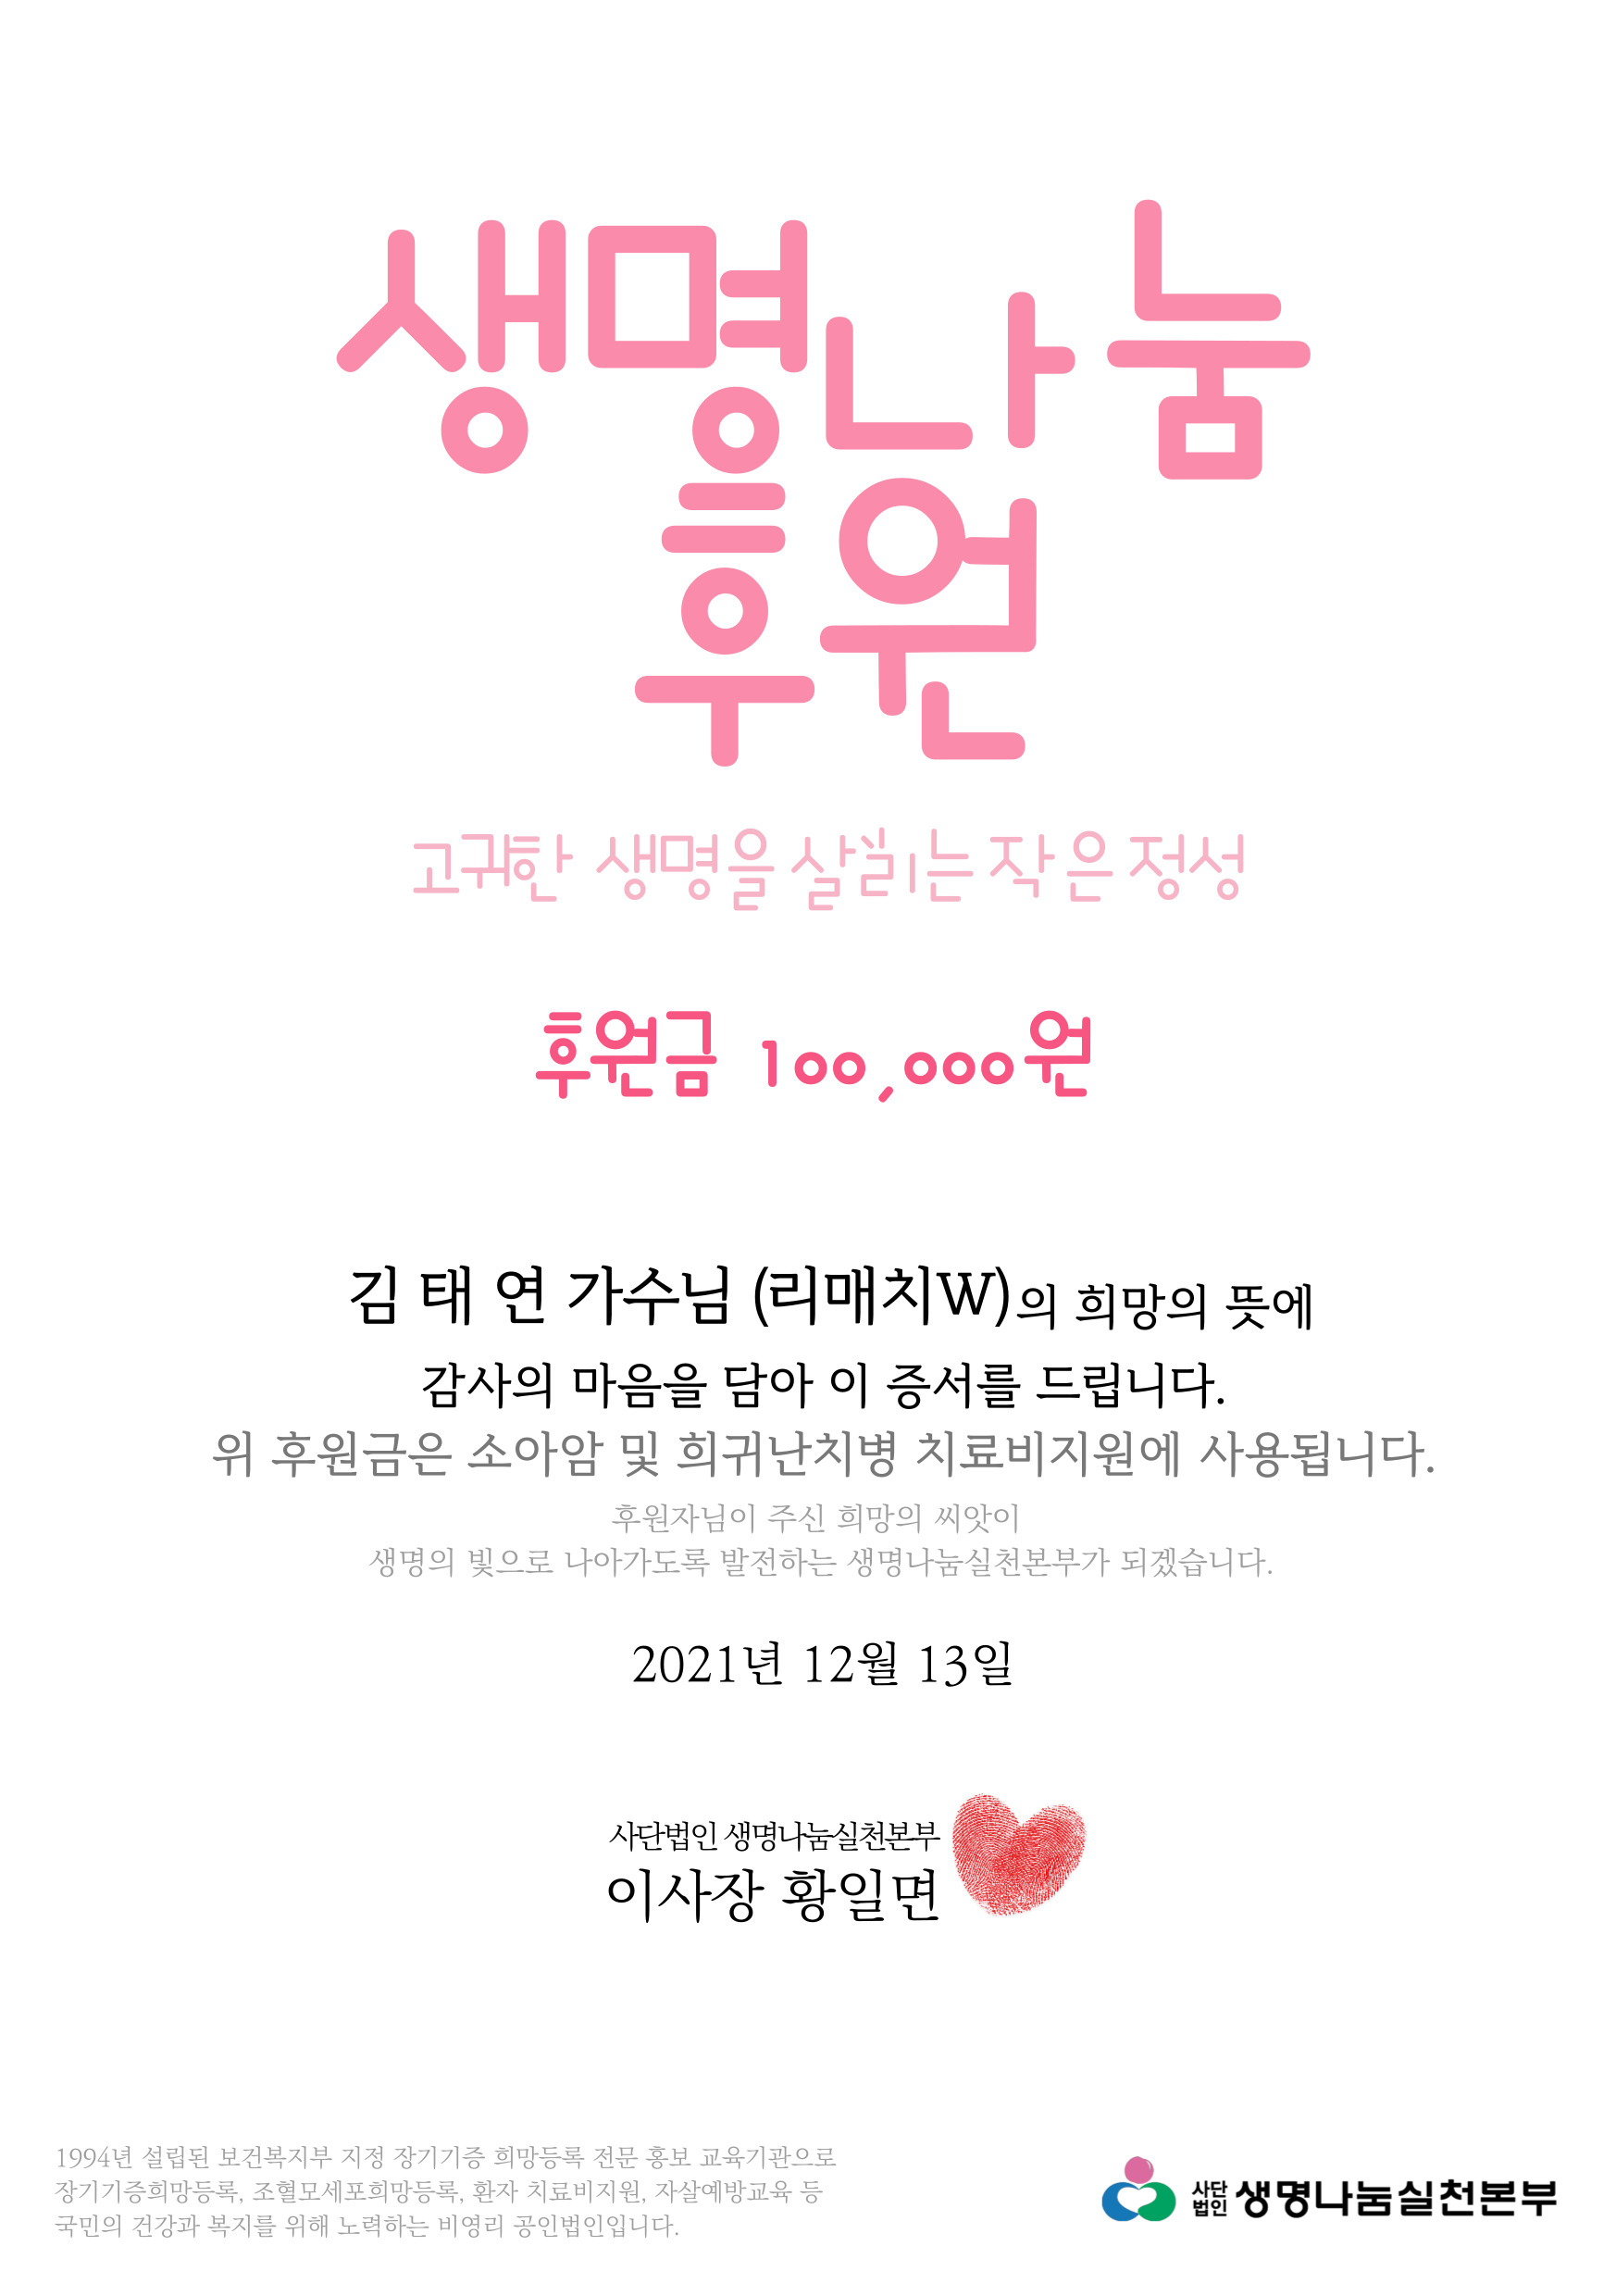 생명나눔
후원
고귀한 생명을 살리는 작은 정성
후원금 100,000원
김 태 연 가수님 (리매치W)의 희망의 뜻에
감사의 마음을 담아 이 증서를 드립니다.
위 후원금은 소아암 및 희귀난치병 치료비지원에 사용됩니다.
후원자님이 주신 희망의 씨앗이
생명의 빛으로 나아가도록 발전하는 생명나눔실천본부가 되겠습니다.
2021년 12월 13일
사단법인 생명나눔실천본부
이사장 황일면
1994년 설립된 보건복지부 지정 장기기증 희망등록 전문 홍보 교육기관으로
장기기증희망등록, 조혈모세포희망등록, 환자 치료비지원, 자살예방교육 등
국민의 건강과 복지를 위해 노력하는 비영리 공인법인입니다.
사단법인 생명나눔실천본부